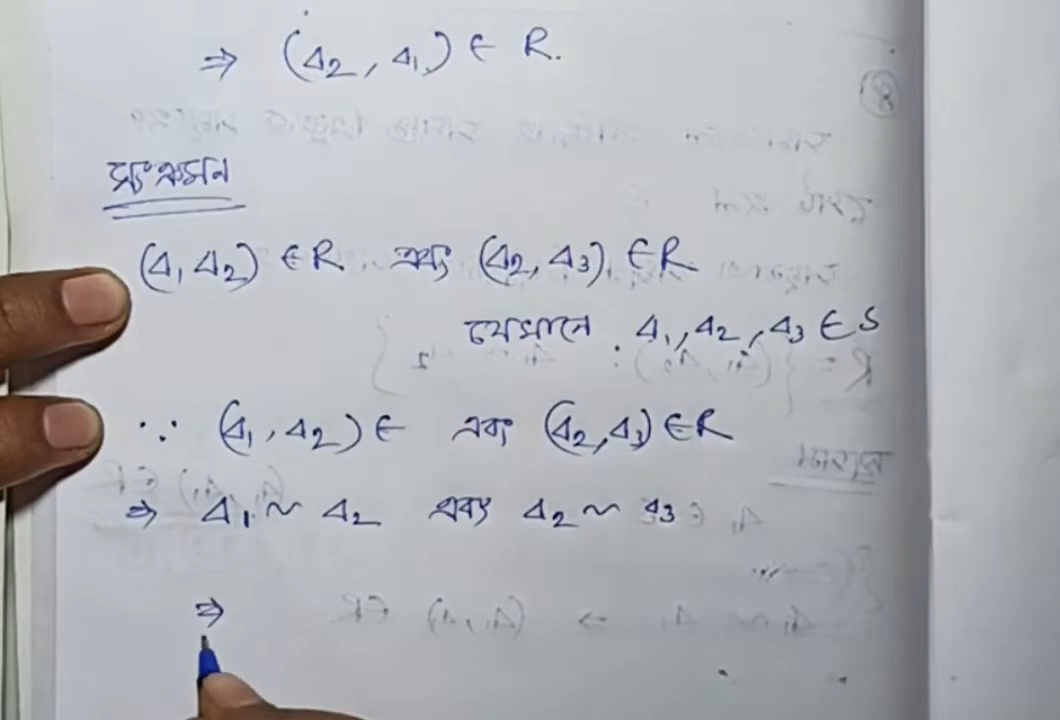 ⇒ (Δ₂, Δ₁) ∈ R.
সংক্রমন
(Δ₁ Δ₂) ∈ R এবং (Δ₂, Δ₃) ∈ R
যেখানে Δ₁, Δ₂, Δ₃ ∈ S
∵ (Δ₁, Δ₂) ∈ এবং (Δ₂, Δ₃) ∈ R
⇒ Δ₁ ~ Δ₂ এবং Δ₂ ~ Δ₃
⇒